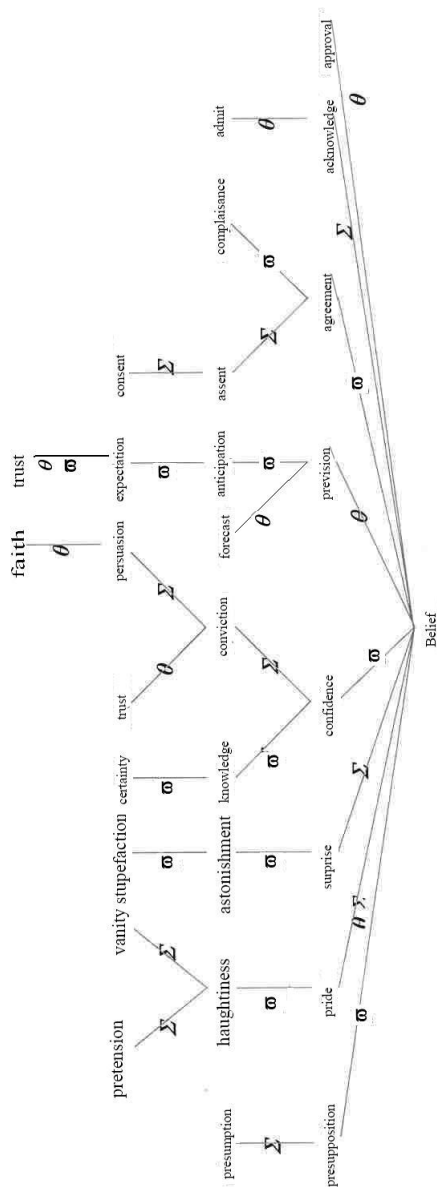 faith trust
θ θ
ϖ
pretension vanity stupefaction certainty trust persuasion expectation consent
Σ Σ ϖ ϖ θ Σ ϖ Σ
presumption haughtiness astonishment knowledge conviction forecast anticipation assent complaisance admit
Σ ϖ ϖ ϖ Σ θ ϖ Σ ϖ θ
presupposition pride surprise confidence prevision agreement acknowledge approval
ϖ θ Σ Σ ϖ θ ϖ Σ θ
Belief